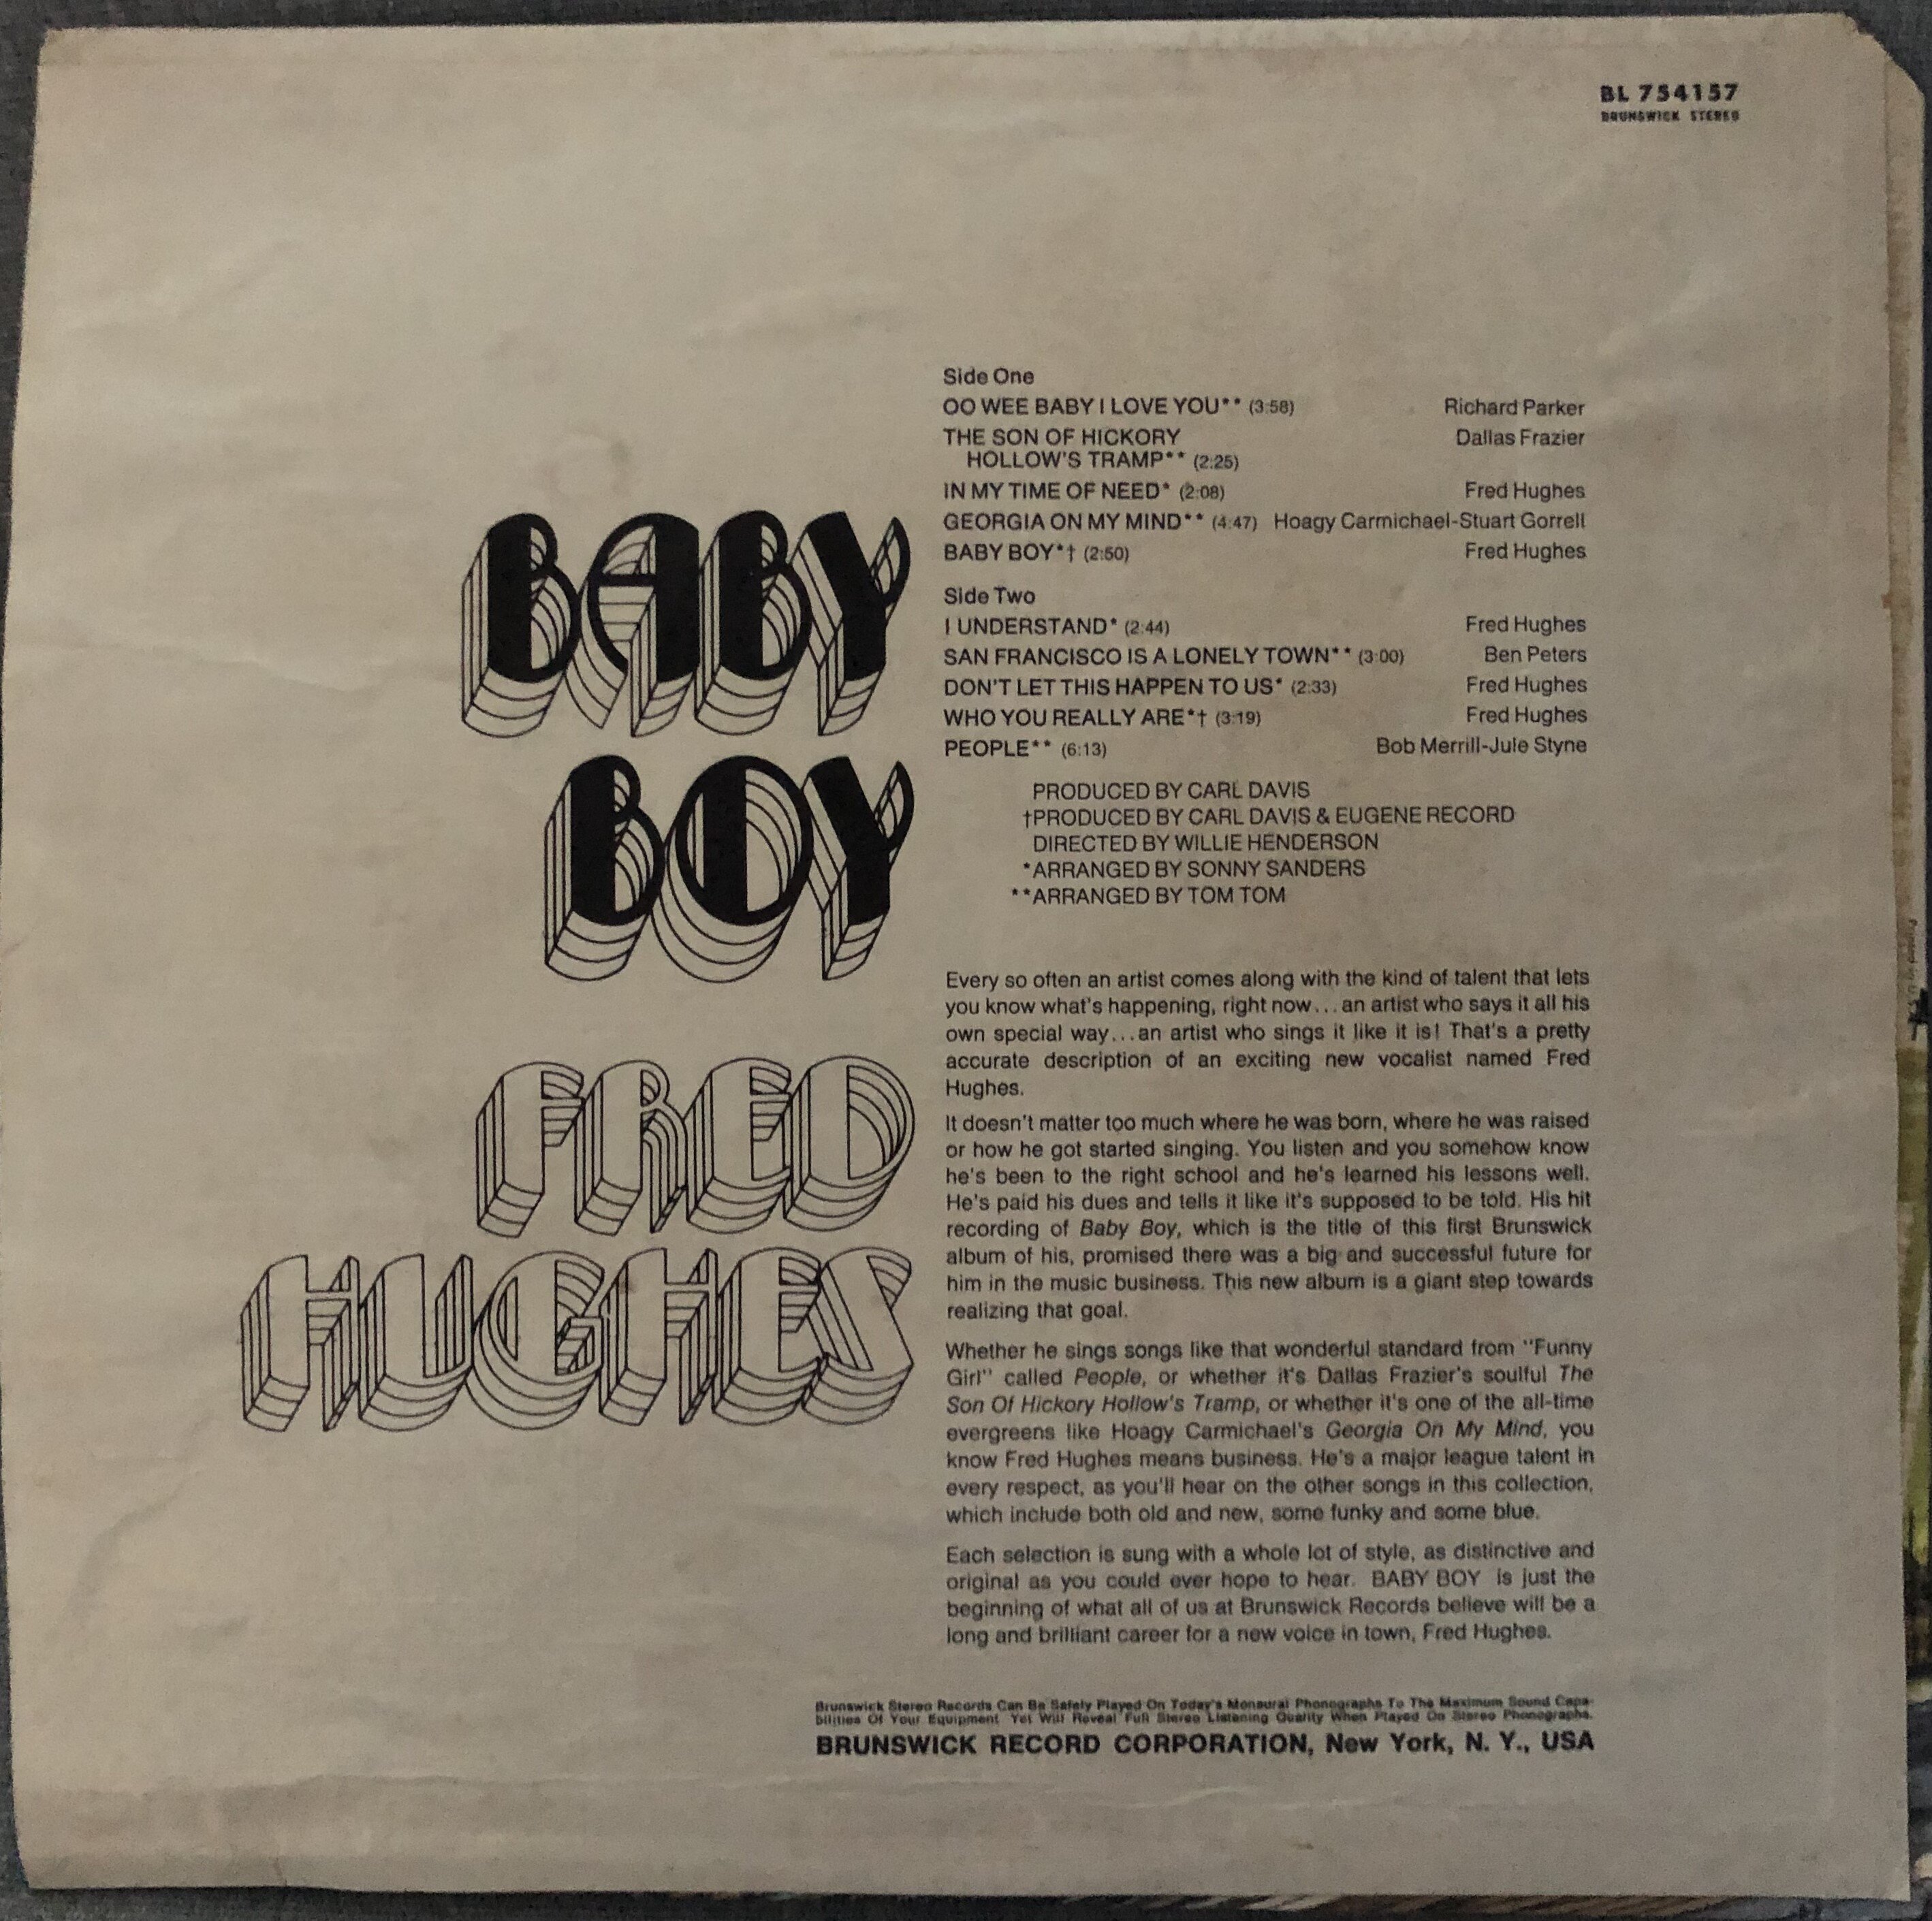 BL 754157
BRUNSWICK STEREO
BABY
BOY
FRED
HUGHES
Side One
OO WEE BABY I LOVE YOU** (3:58) Richard Parker
THE SON OF HICKORY Dallas Frazier
HOLLOW'S TRAMP** (2:25)
IN MY TIME OF NEED* (2:08) Fred Hughes
GEORGIA ON MY MIND** (4:47) Hoagy Carmichael-Stuart Gorrell
BABY BOY*† (2:50) Fred Hughes
Side Two
I UNDERSTAND* (2:44) Fred Hughes
SAN FRANCISCO IS A LONELY TOWN** (3:00) Ben Peters
DON'T LET THIS HAPPEN TO US* (2:33) Fred Hughes
WHO YOU REALLY ARE*† (3:19) Fred Hughes
PEOPLE** (6:13) Bob Merrill-Jule Styne
PRODUCED BY CARL DAVIS
†PRODUCED BY CARL DAVIS & EUGENE RECORD
DIRECTED BY WILLIE HENDERSON
*ARRANGED BY SONNY SANDERS
**ARRANGED BY TOM TOM
Every so often an artist comes along with the kind of talent that lets
you know what's happening, right now...an artist who says it all his
own special way...an artist who sings it like it is! That's a pretty
accurate description of an exciting new vocalist named Fred
Hughes.
It doesn't matter too much where he was born, where he was raised
or how he got started singing. You listen and you somehow know
he's been to the right school and he's learned his lessons well.
He's paid his dues and tells it like it's supposed to be told. His hit
recording of Baby Boy, which is the title of this first Brunswick
album of his, promised there was a big and successful future for
him in the music business. This new album is a giant step towards
realizing that goal.
Whether he sings songs like that wonderful standard from "Funny
Girl" called People, or whether it's Dallas Frazier's soulful The
Son Of Hickory Hollow's Tramp, or whether it's one of the all-time
evergreens like Hoagy Carmichael's Georgia On My Mind, you
know Fred Hughes means business. He's a major league talent in
every respect, as you'll hear on the other songs in this collection,
which include both old and new, some funky and some blue.
Each selection is sung with a whole lot of style, as distinctive and
original as you could ever hope to hear. BABY BOY is just the
beginning of what all of us at Brunswick Records believe will be a
long and brilliant career for a new voice in town, Fred Hughes.
Brunswick Stereo Records Can Be Safely Played On Today's Monaural Phonographs To The Maximum Sound Capa-
bilities Of Your Equipment Yet Will Reveal Full Stereo Listening Quality When Played On Stereo Phonographs.
BRUNSWICK RECORD CORPORATION, New York, N. Y., USA